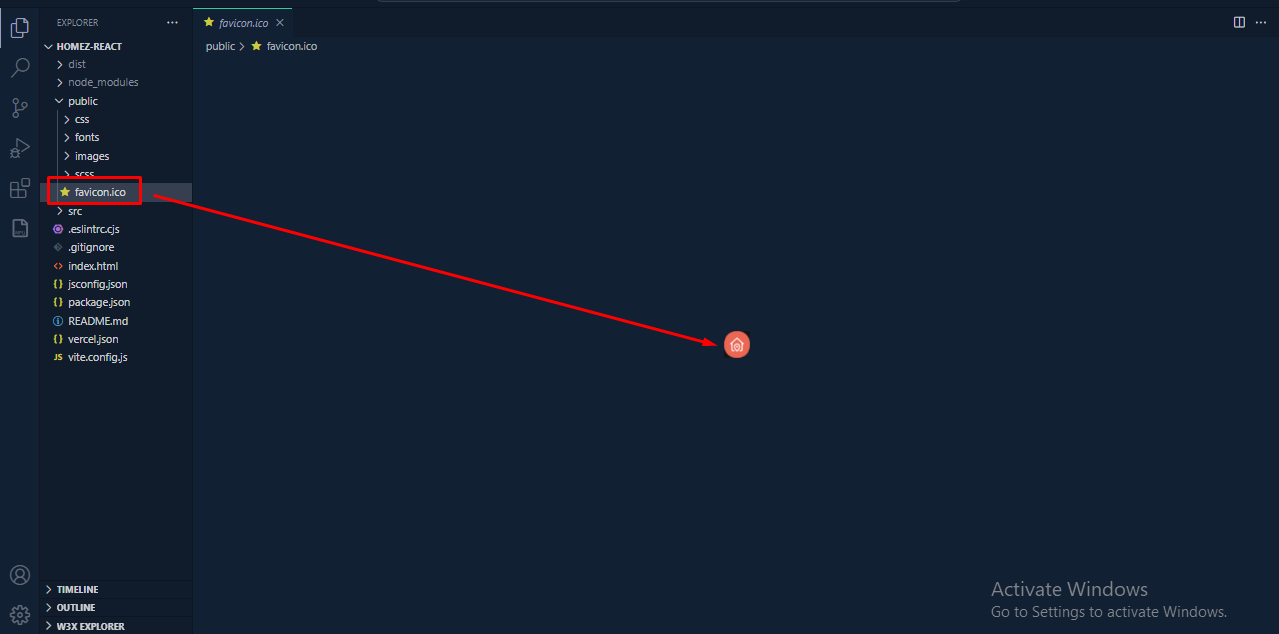 EXPLORER
HOMEZ-REACT
dist
node_modules
public
css
fonts
images
scss
favicon.ico
src
.eslintrc.cjs
.gitignore
index.html
jsconfig.json
package.json
README.md
vercel.json
JS vite.config.js
TIMELINE
OUTLINE
W3X EXPLORER
favicon.ico
public > favicon.ico
Activate Windows
Go to Settings to activate Windows.